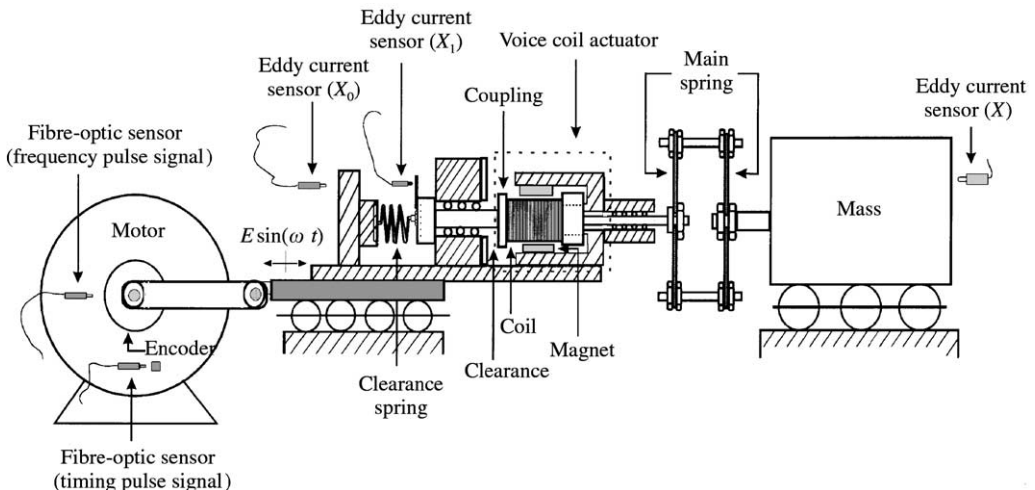 Eddy current
sensor (X₁)
Eddy current
sensor (X₀)
Voice coil actuator
Coupling
Main
spring
Eddy current
sensor (X)
Fibre-optic sensor
(frequency pulse signal)
Motor
E sin(ω t)
Mass
Encoder
Coil
Magnet
Clearance
spring
Clearance
Fibre-optic sensor
(timing pulse signal)